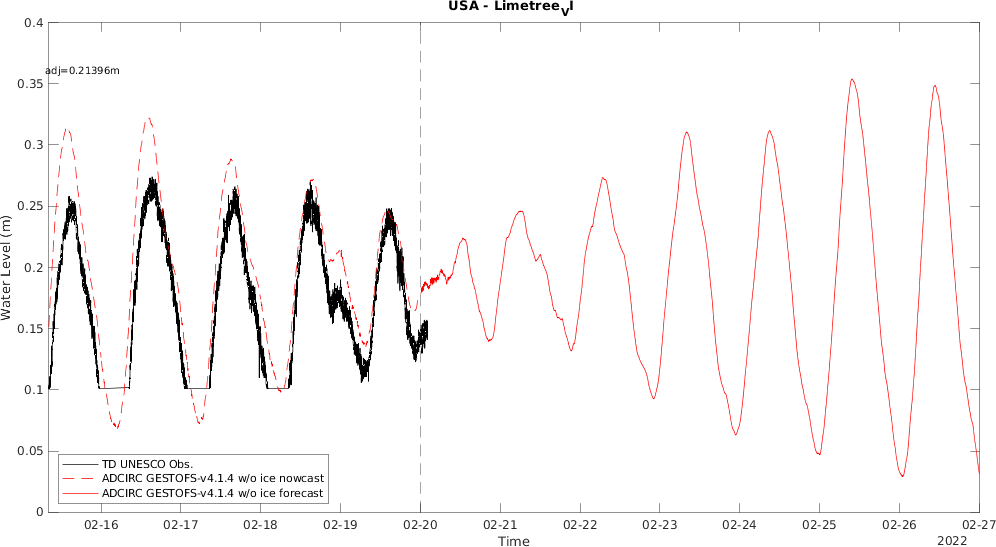 USA - LimetreeVI
0.4
0.35
0.3
0.25
0.2
0.15
0.1
0.05
0
Water Level (m)
adj=0.21396m
TD UNESCO Obs.
ADCIRC GESTOFS-v4.1.4 w/o ice nowcast
ADCIRC GESTOFS-v4.1.4 w/o ice forecast
02-16 02-17 02-18 02-19 02-20 02-21 02-22 02-23 02-24 02-25 02-26 02-27
Time
2022